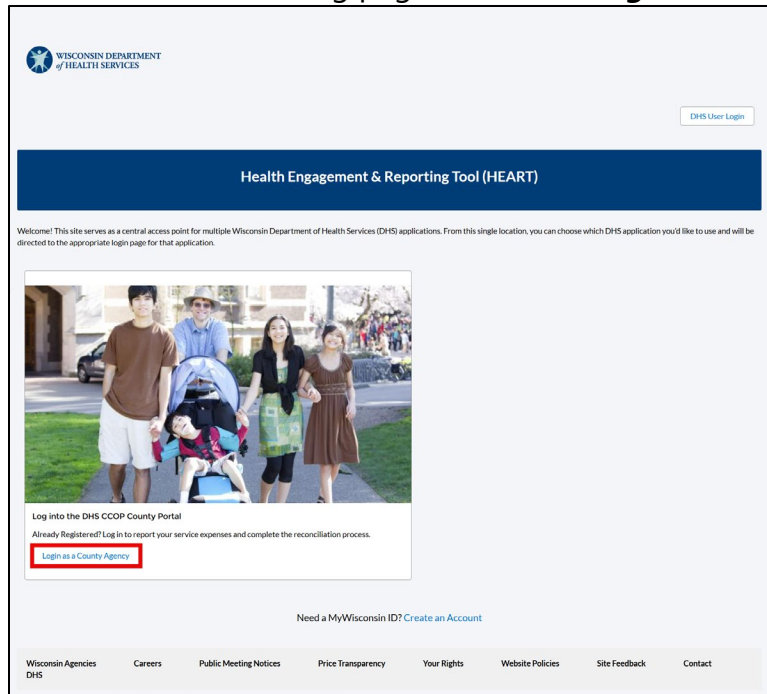 WISCONSIN DEPARTMENT
of HEALTH SERVICES
DHS User Login
Health Engagement & Reporting Tool (HEART)
Welcome! This site serves as a central access point for multiple Wisconsin Department of Health Services (DHS) applications. From this single location, you can choose which DHS application you'd like to use and will be
directed to the appropriate login page for that application.
Log into the DHS CCOP County Portal
Already Registered? Log in to report your service expenses and complete the reconciliation process.
Login as a County Agency
Need a MyWisconsin ID? Create an Account
Wisconsin Agencies Careers Public Meeting Notices Price Transparency Your Rights Website Policies Site Feedback Contact
DHS